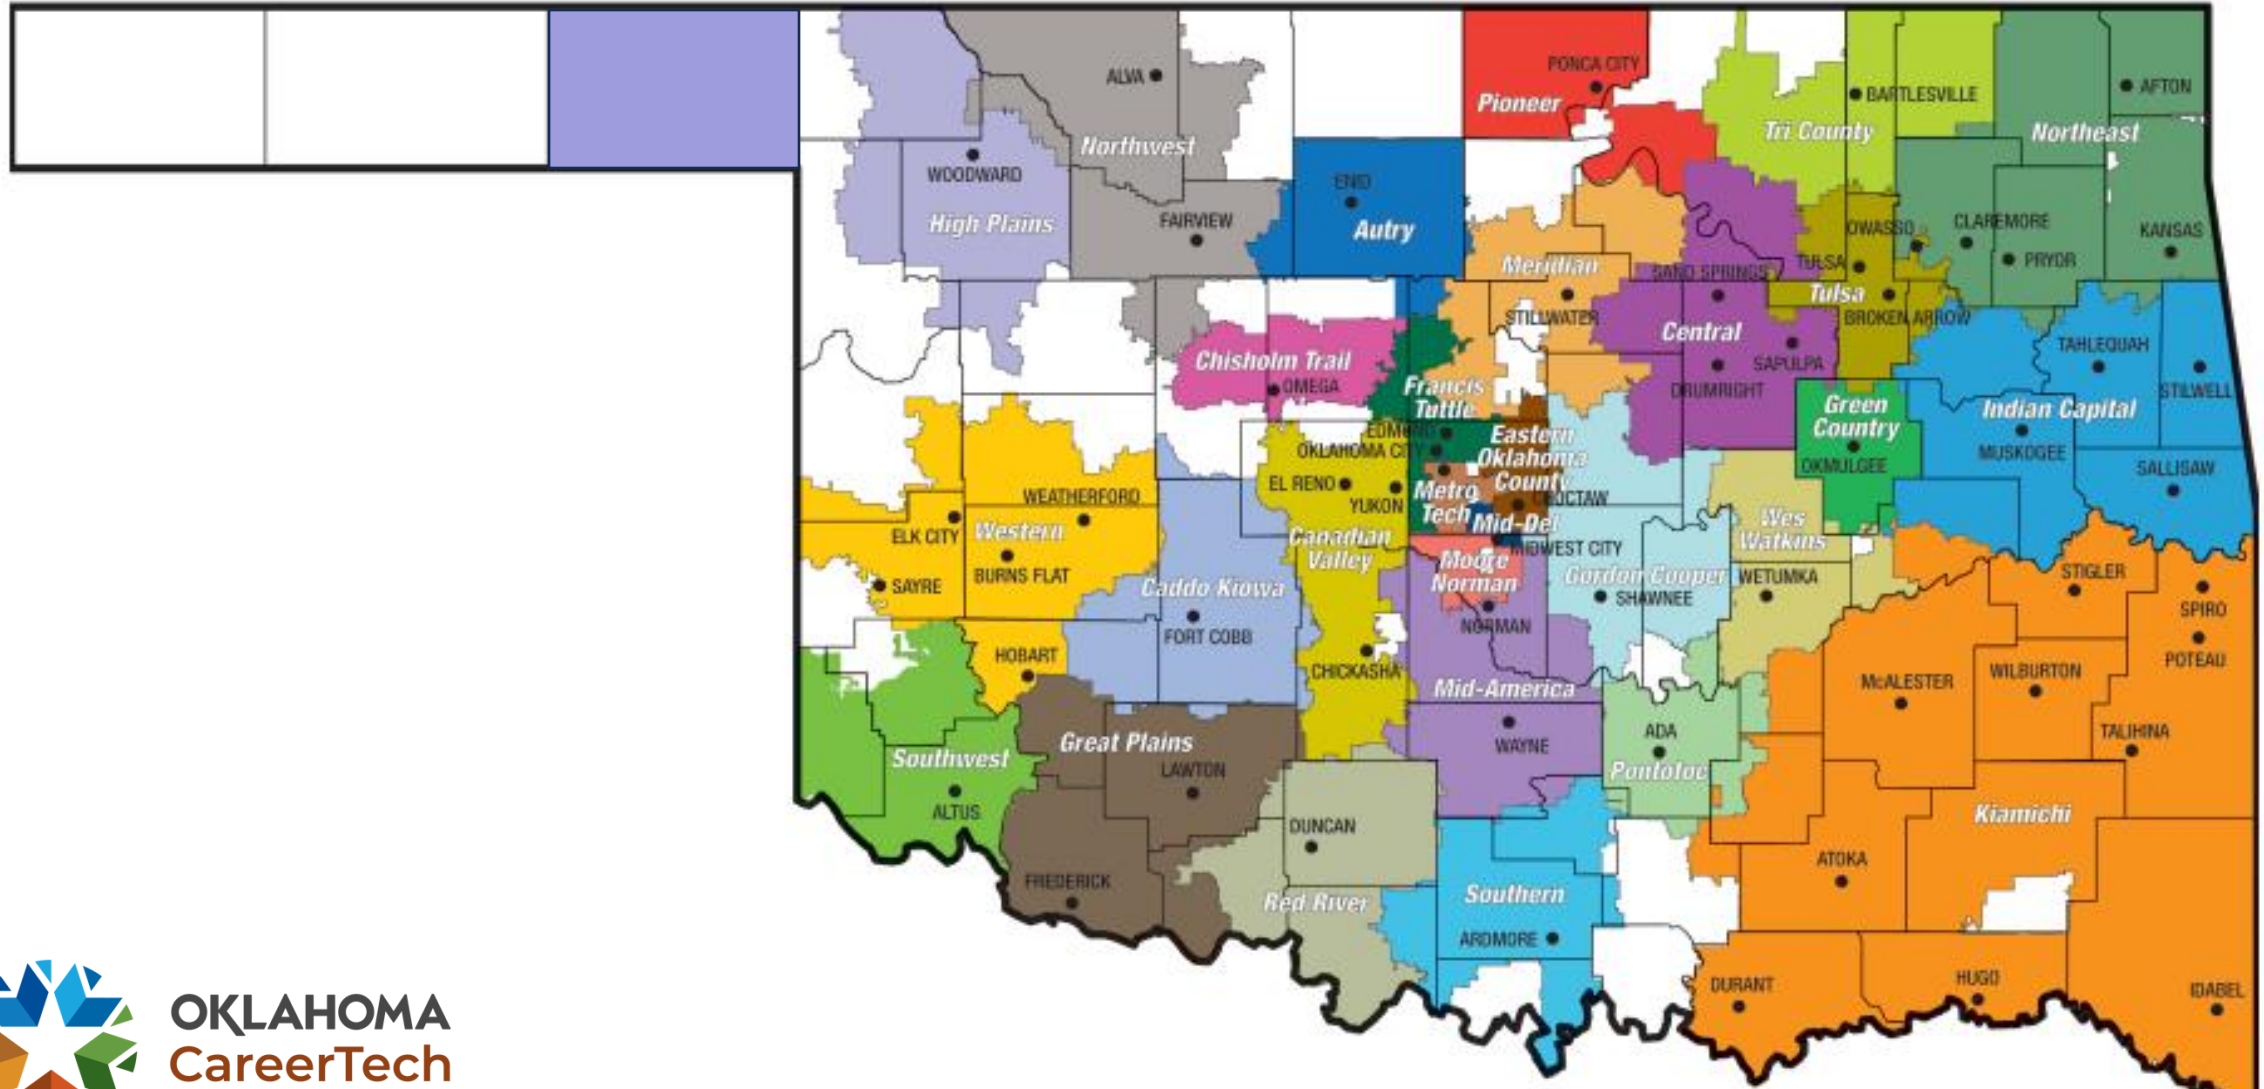 PONCA CITY
ALVA
AFTON
BARTLESVILLE
Pioneer
Tri County
Northeast
Northwest
WOODWARD
ENID
High Plains
FAIRVIEW
Autry
OWASSO
CLAREMORE
KANSAS
Meridian
SAND SPRINGS
TULSA
PRYOR
Tulsa
STILLWATER
BROKEN ARROW
Central
TAHLEQUAH
Chisholm Trail
SAPULPA
OMEGA
Francis
Tuttle
DRUMRIGHT
STILWELL
Green
Country
Indian Capital
EDMOND
Eastern
Oklahoma
County
OKLAHOMA CITY
MUSKOGEE
OKMULGEE
SALLISAW
EL RENO
YUKON
Metro
Tech
CHOCTAW
WEATHERFORD
ELK CITY
Western
Mid-Del
Wes
Watkins
Canadian
Valley
MIDWEST CITY
BURNS FLAT
SAYRE
Moore
Norman
Caddo Kiowa
Gordon Cooper
WETUMKA
STIGLER
SHAWNEE
SPIRO
NORMAN
FORT COBB
HOBART
CHICKASHA
POTEAU
WILBURTON
McALESTER
Mid-America
ADA
TALIHINA
Great Plains
WAYNE
Southwest
LAWTON
Pontotoc
ALTUS
Kiamichi
DUNCAN
ATOKA
FREDERICK
Red River
Southern
ARDMORE
DURANT
HUGO
IDABEL
OKLAHOMA
CareerTech